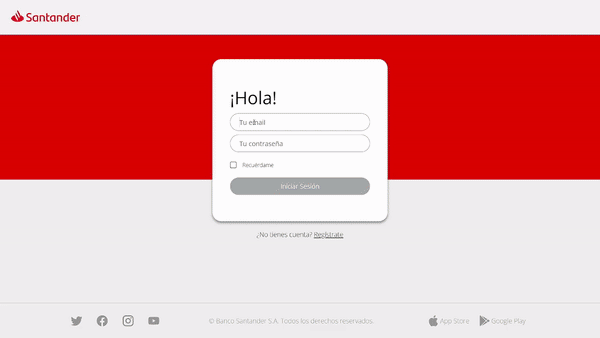 Santander
¡Hola!
Tu email
Tu contraseña
Recuérdame
Iniciar Sesión
¿No tienes cuenta? Regístrate
© Banco Santander S.A. Todos los derechos reservados.
App Store
Google Play